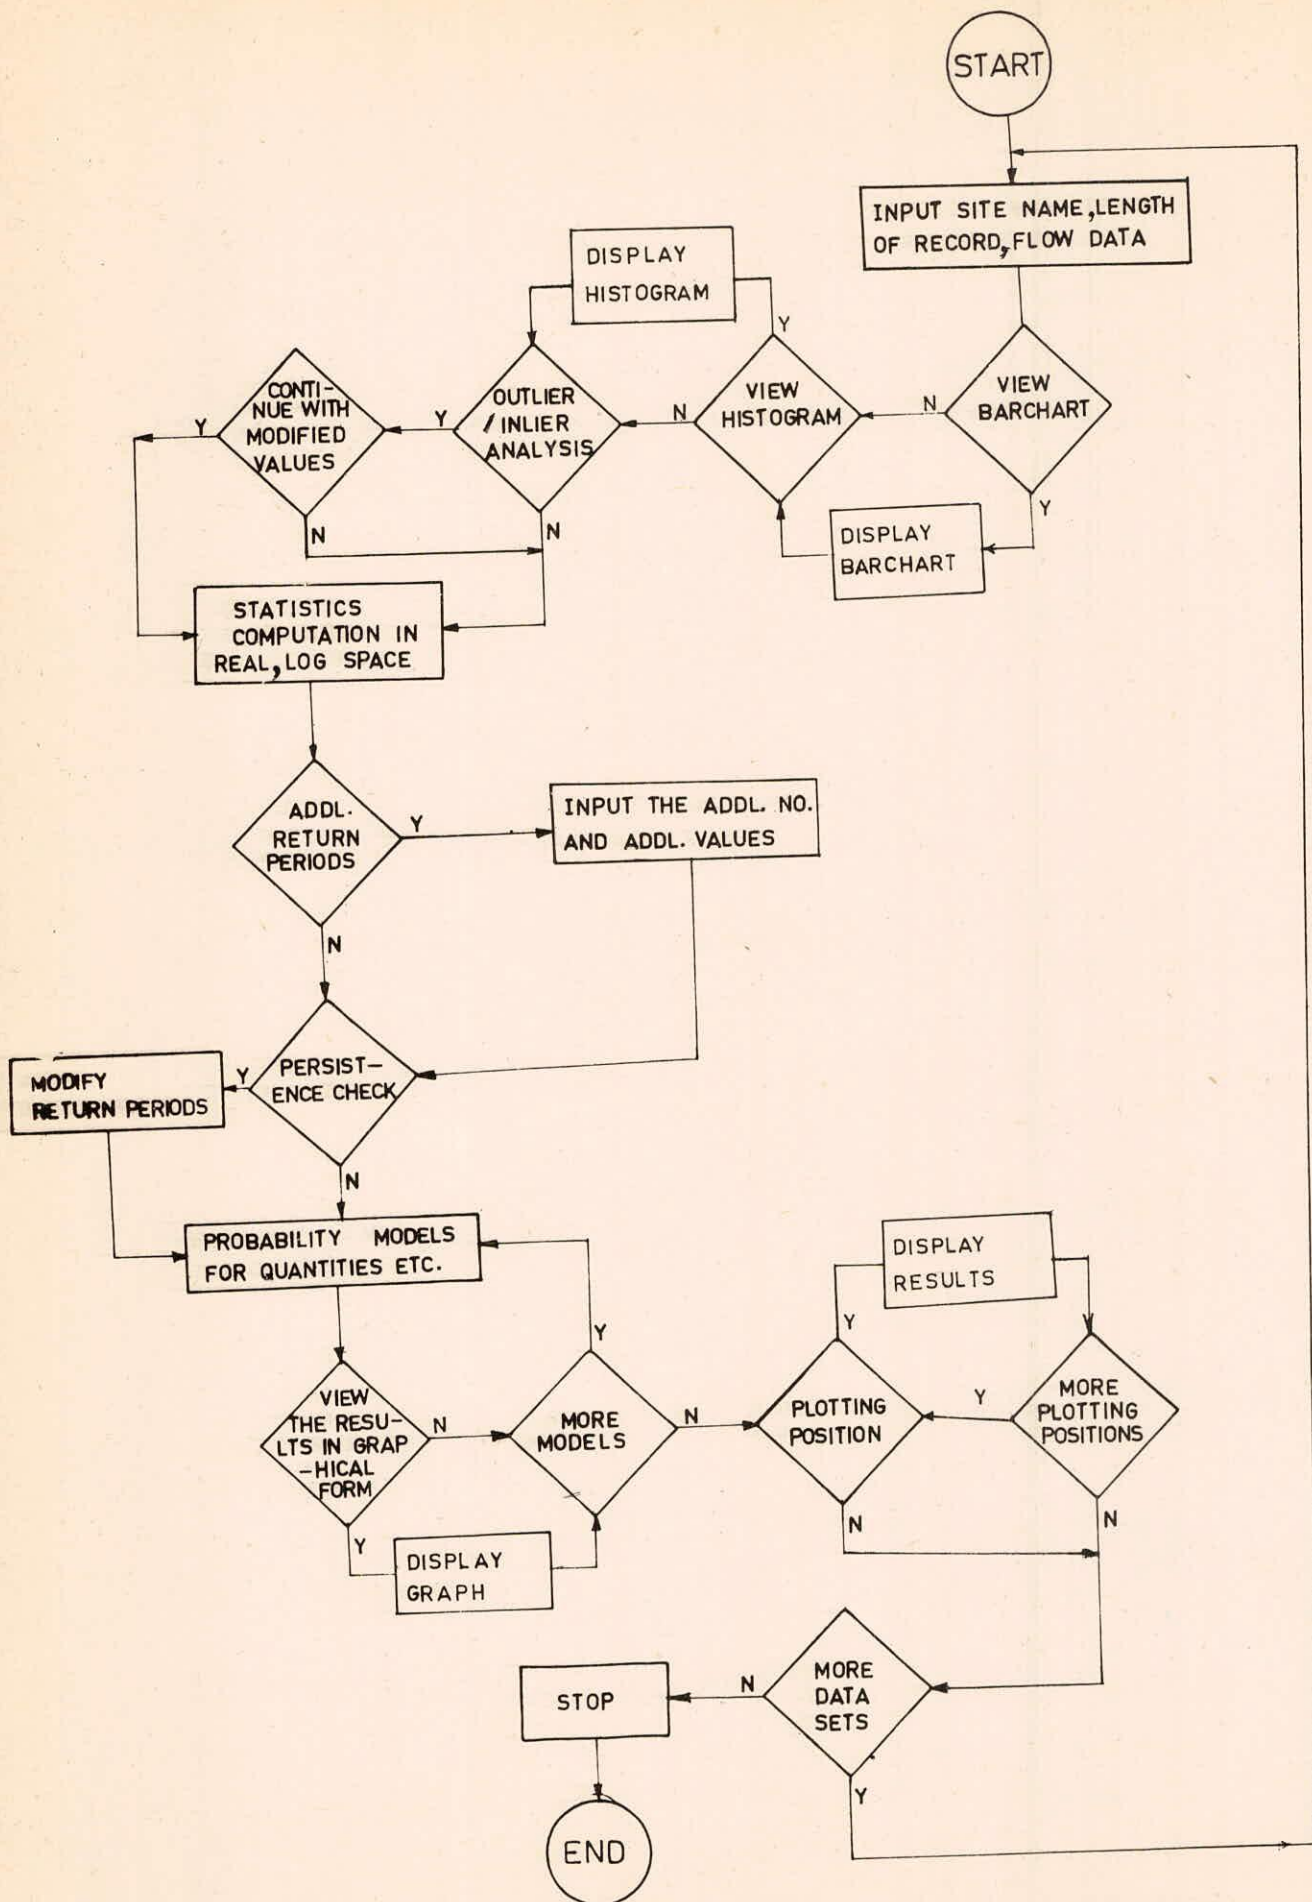 START
INPUT SITE NAME, LENGTH
OF RECORD, FLOW DATA
VIEW
BARCHART
N
Y
DISPLAY
BARCHART
VIEW
HISTOGRAM
Y
N
DISPLAY
HISTOGRAM
OUTLIER
/INLIER
ANALYSIS
Y
N
CONTI-
NUE WITH
MODIFIED
VALUES
Y
N
STATISTICS
COMPUTATION IN
REAL, LOG SPACE
ADDL.
RETURN
PERIODS
Y
N
INPUT THE ADDL. NO.
AND ADDL. VALUES
PERSIST-
ENCE CHECK
Y
N
MODIFY
RETURN PERIODS
PROBABILITY MODELS
FOR QUANTITIES ETC.
VIEW
THE RESU-
LTS IN GRAP
-HICAL
FORM
N
Y
DISPLAY
GRAPH
MORE
MODELS
Y
N
PLOTTING
POSITION
Y
N
DISPLAY
RESULTS
MORE
PLOTTING
POSITIONS
Y
N
MORE
DATA
SETS
N
Y
STOP
END